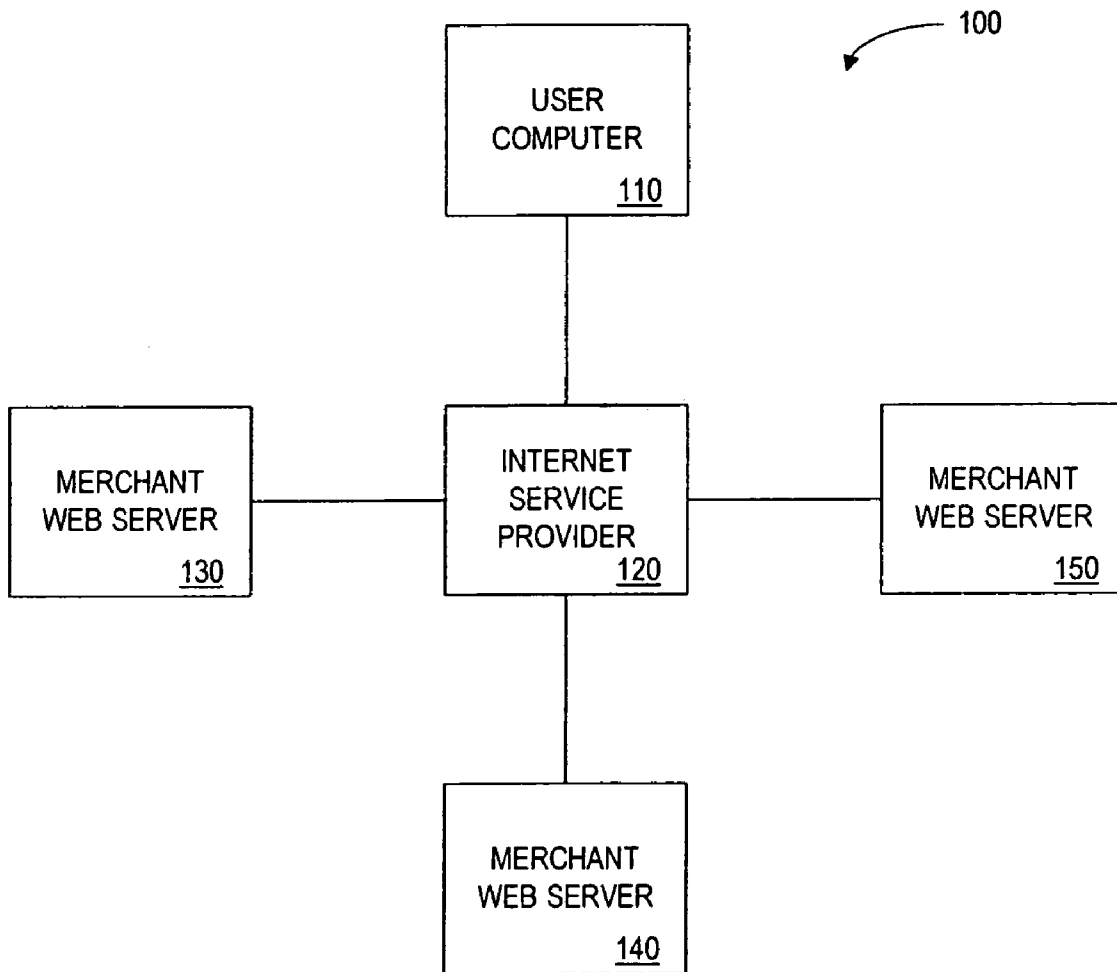 100
USER
COMPUTER
110
MERCHANT
WEB SERVER
130
INTERNET
SERVICE
PROVIDER
120
MERCHANT
WEB SERVER
150
MERCHANT
WEB SERVER
140